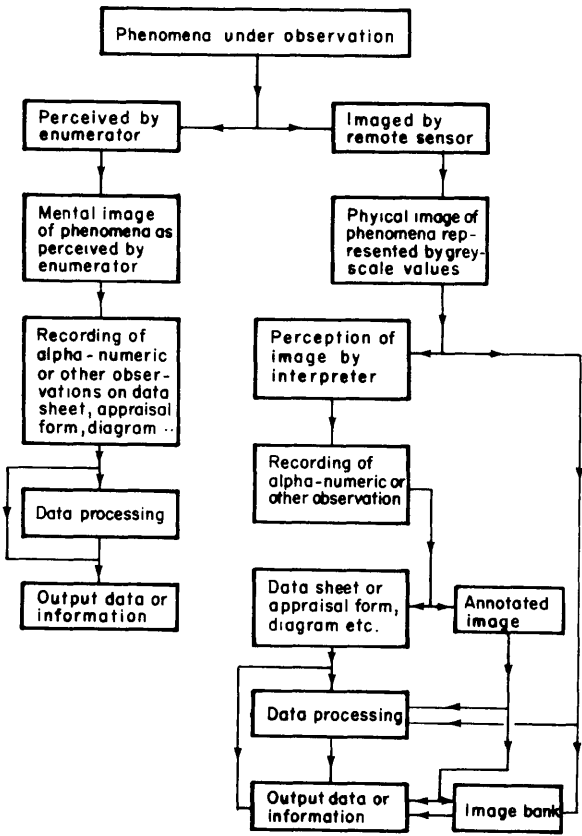 Phenomena under observation
Perceived by
enumerator
Imaged by
remote sensor
Mental image
of phenomena as
perceived by
enumerator
Phyical image of
phenomena rep-
resented by grey-
scale values
Recording of
alpha-numeric
or other obser-
vations on data
sheet, appraisal
form, diagram ..
Perception of
image by
interpreter
Recording of
alpha-numeric or
other observation
Data processing
Output data or
information
Data sheet or
appraisal form,
diagram etc.
Annotated
image
Data processing
Output data or
information
Image bank